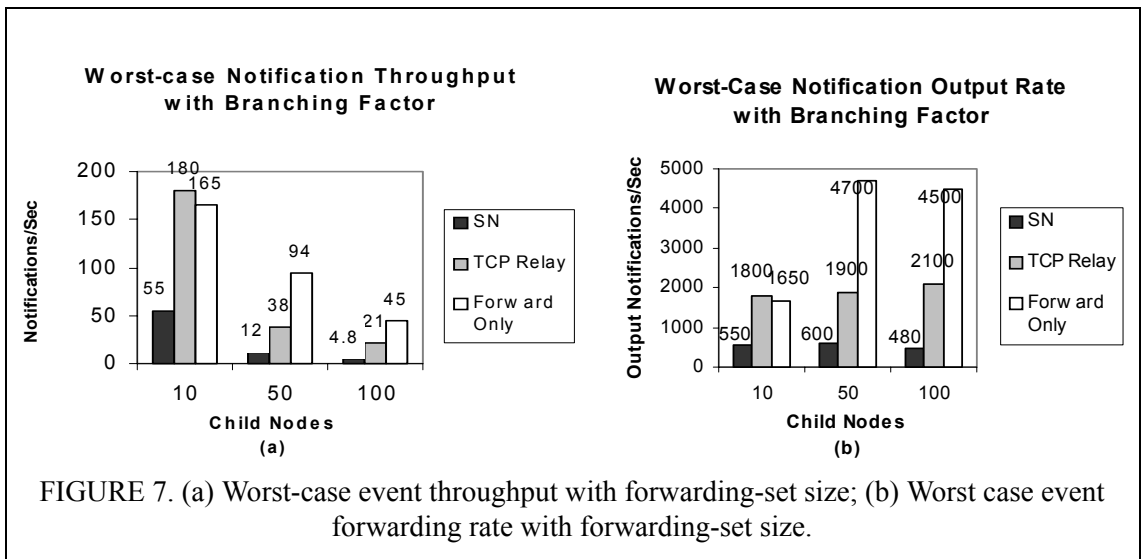 Worst-case Notification Throughput
with Branching Factor
Notifications/Sec
200
150
100
50
0
55
180
165
12
38
94
4.8
21
45
10
50
100
Child Nodes
(a)
SN
TCP Relay
Forward
Only
Worst-Case Notification Output Rate
with Branching Factor
Output Notifications/Sec
5000
4000
3000
2000
1000
0
550
1800
1650
600
1900
4700
480
2100
4500
10
50
100
Child Nodes
(b)
SN
TCP Relay
Forward
Only
FIGURE 7. (a) Worst-case event throughput with forwarding-set size; (b) Worst case event
forwarding rate with forwarding-set size.